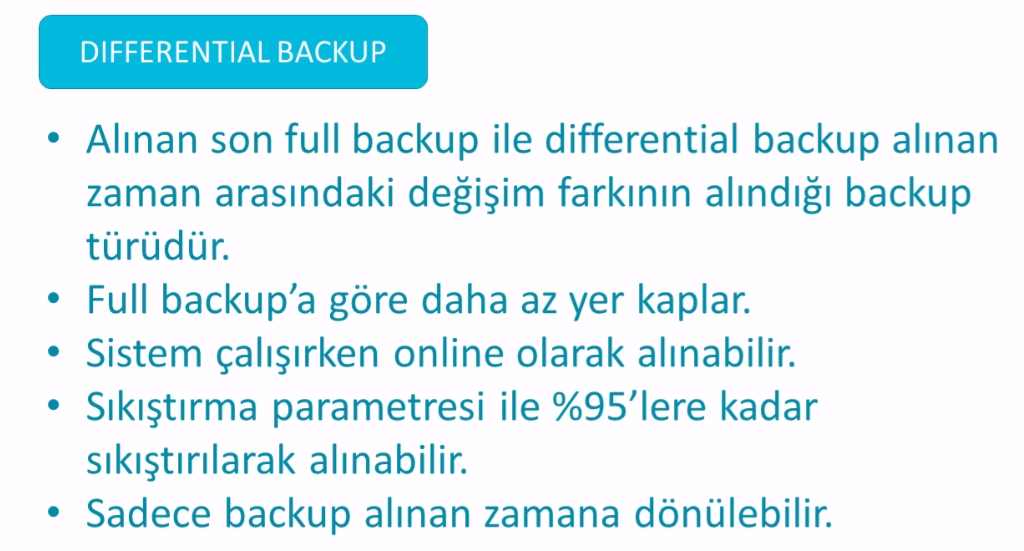 DIFFERENTIAL BACKUP
• Alınan son full backup ile differential backup alınan
zaman arasındaki değişim farkının alındığı backup
türüdür.
• Full backup’a göre daha az yer kaplar.
• Sistem çalışırken online olarak alınabilir.
• Sıkıştırma parametresi ile %95’lere kadar
sıkıştırılarak alınabilir.
• Sadece backup alınan zamana dönülebilir.